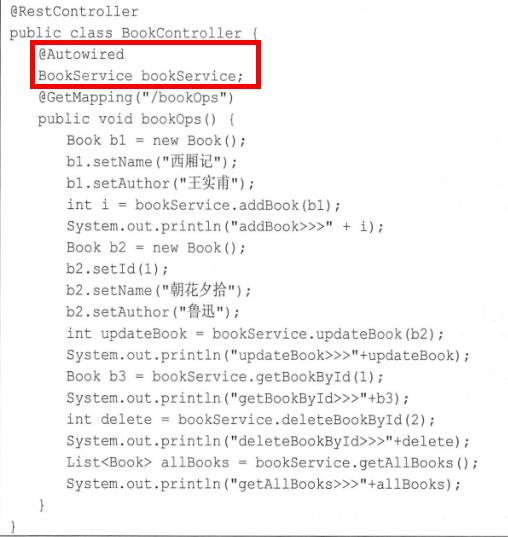 @RestController
public class BookController {
@Autowired
BookService bookService;
@GetMapping("/bookOps")
public void bookOps() {
Book b1 = new Book();
b1.setName("西厢记");
b1.setAuthor("王实甫");
int i = bookService.addBook(b1);
System.out.println("addBook>>>" + i);
Book b2 = new Book();
b2.setId(1);
b2.setName("朝花夕拾");
b2.setAuthor("鲁迅");
int updateBook = bookService.updateBook(b2);
System.out.println("updateBook>>>"+updateBook);
Book b3 = bookService.getBookById(1);
System.out.println("getBookById>>>"+b3);
int delete = bookService.deleteBookById(2);
System.out.println("deleteBookById>>>"+delete);
List<Book> allBooks = bookService.getAllBooks();
System.out.println("getAllBooks>>>"+allBooks);
}
}